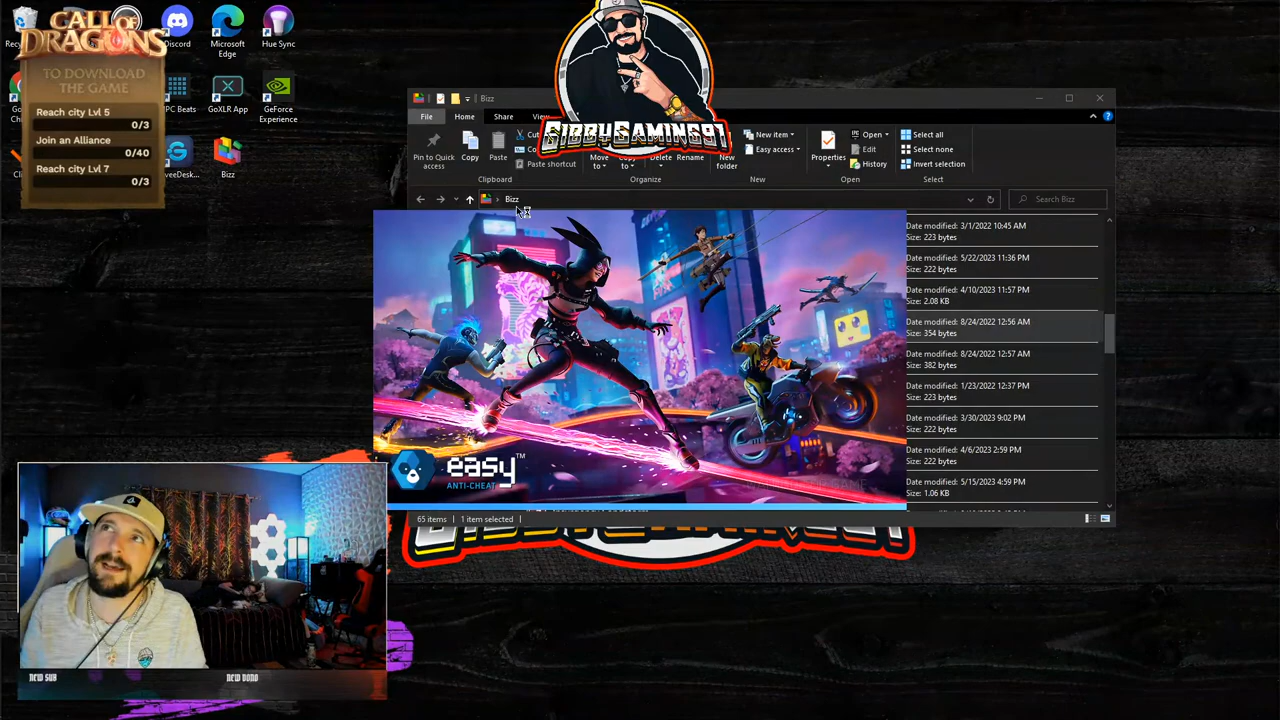 CALL OF
DRAGONS
TO DOWNLOAD
THE GAME
Reach city Lvl 5
0/3
Join an Alliance
0/40
Reach city Lvl 7
0/3
Discord
Microsoft
Edge
Hue Sync
PC Beats
GoXLR App
GeForce
Experience
Bizz
GIBBYGAMING91
Bizz
File
Home
Share
Pin to Quick
access
Copy
Paste
Paste shortcut
Clipboard
Move
to
Copy
to
Delete
Rename
Organize
New
folder
New item
Easy access
New
Properties
Open
Edit
History
Open
Select all
Select none
Invert selection
Select
Bizz
Search Bizz
Date modified: 3/1/2022 10:45 AM
Size: 223 bytes
Date modified: 5/22/2023 11:36 PM
Size: 222 bytes
Date modified: 4/10/2023 11:57 PM
Size: 2.08 KB
Date modified: 8/24/2022 12:56 AM
Size: 354 bytes
Date modified: 8/24/2022 12:57 AM
Size: 382 bytes
Date modified: 1/23/2022 12:37 PM
Size: 223 bytes
Date modified: 3/30/2023 9:02 PM
Size: 222 bytes
Date modified: 4/6/2023 2:59 PM
Size: 222 bytes
Date modified: 5/15/2023 4:59 PM
Size: 1.06 KB
easy™
ANTI-CHEAT
65 items
1 item selected
NEW SUB
NEW DONO